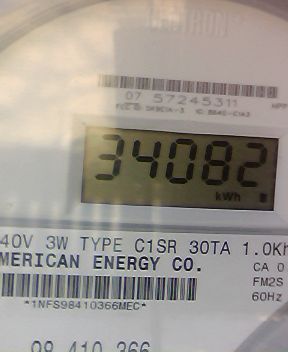 07 57245311
34082
kWh
40V 3W TYPE C1SR 30TA 1.0Kh
MERICAN ENERGY CO.
CA 0
FM2S
60Hz
*1NFS98410366MEC*
98 410 366